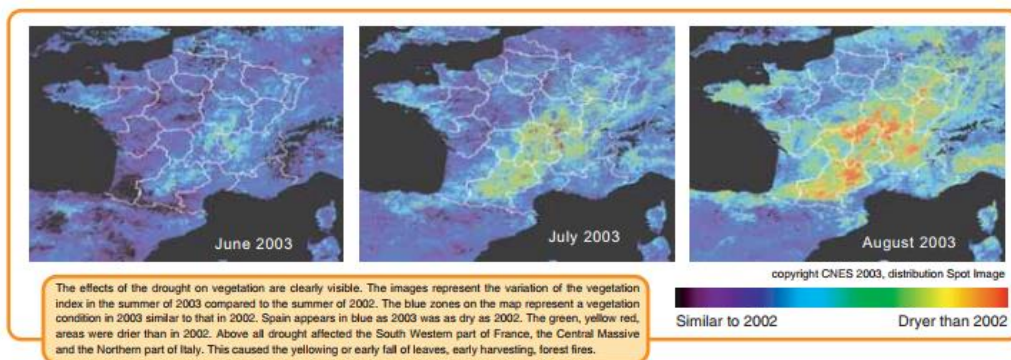 June 2003
July 2003
August 2003
copyright CNES 2003, distribution Spot Image
The effects of the drought on vegetation are clearly visible. The images represent the variation of the vegetation
index in the summer of 2003 compared to the summer of 2002. The blue zones on the map represent a vegetation
condition in 2003 similar to that in 2002. Spain appears in blue as 2003 was as dry as 2002. The green, yellow red,
areas were drier than in 2002. Above all drought affected the South Western part of France, the Central Massive
and the Northern part of Italy. This caused the yellowing or early fall of leaves, early harvesting, forest fires.
Similar to 2002
Dryer than 2002